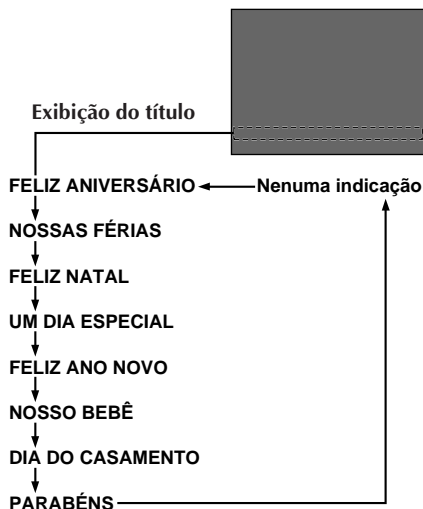 Exibição do título
FELIZ ANIVERSÁRIO
Nenuma indicação
NOSSAS FÉRIAS
FELIZ NATAL
UM DIA ESPECIAL
FELIZ ANO NOVO
NOSSO BEBÊ
DIA DO CASAMENTO
PARABÉNS